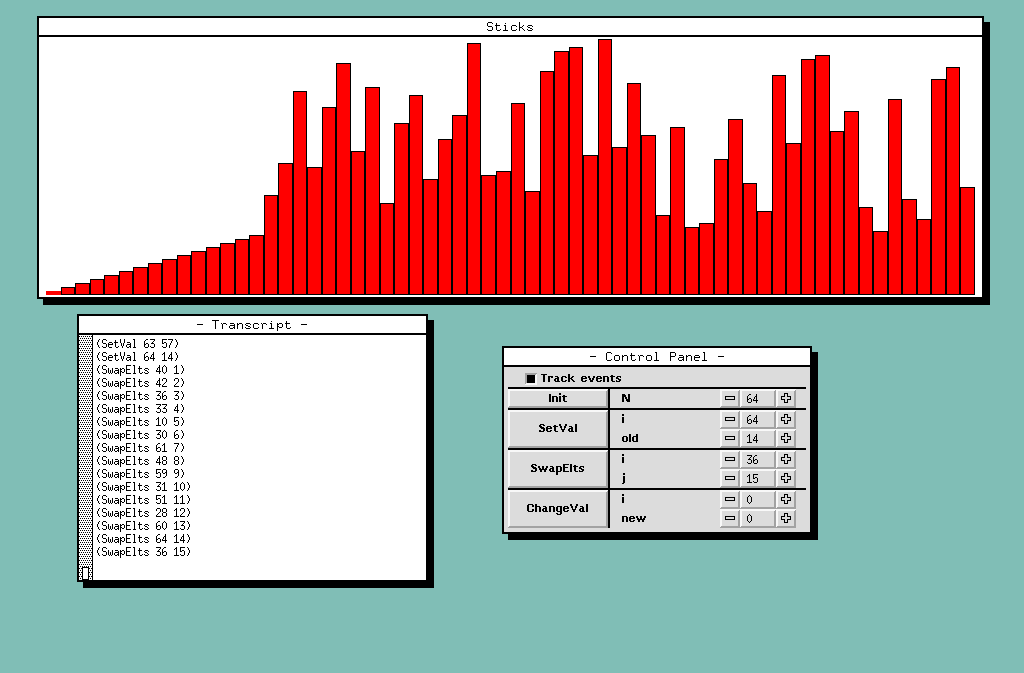 Sticks
- Transcript -
(SetVal 63 57)
(SetVal 64 14)
(SwapElts 40 1)
(SwapElts 42 2)
(SwapElts 36 3)
(SwapElts 33 4)
(SwapElts 10 5)
(SwapElts 30 6)
(SwapElts 61 7)
(SwapElts 48 8)
(SwapElts 59 9)
(SwapElts 31 10)
(SwapElts 51 11)
(SwapElts 28 12)
(SwapElts 60 13)
(SwapElts 64 14)
(SwapElts 36 15)
- Control Panel -
Track events
Init N 64
SetVal i 64
old 14
SwapElts i 36
j 15
ChangeVal i 0
new 0